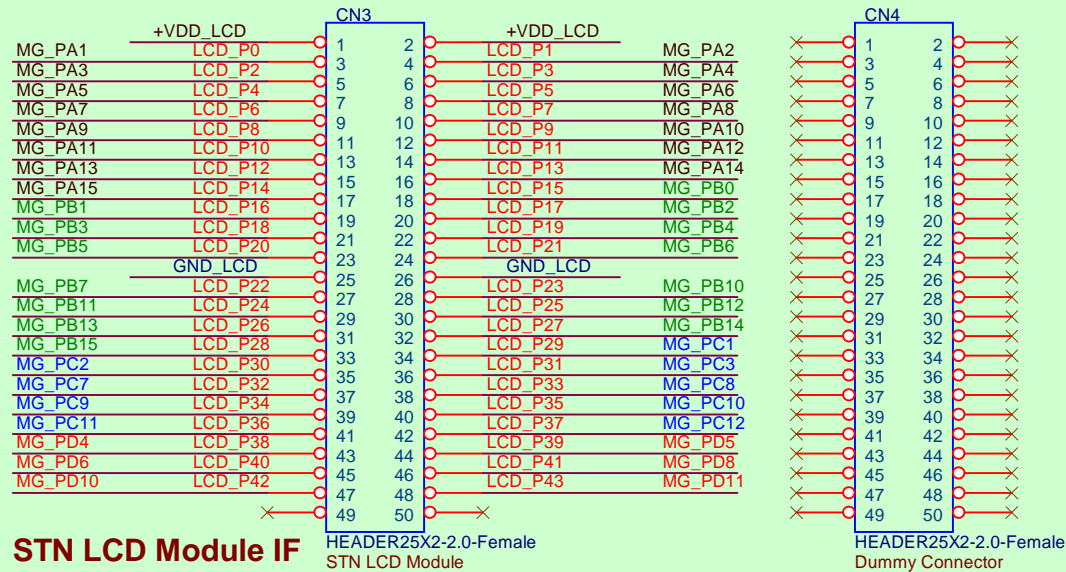 CN3
CN4
+VDD_LCD 1 2 +VDD_LCD 1 2
MG_PA1 LCD_P0 3 4 LCD_P1 MG_PA2 3 4
MG_PA3 LCD_P2 5 6 LCD_P3 MG_PA4 5 6
MG_PA5 LCD_P4 7 8 LCD_P5 MG_PA6 7 8
MG_PA7 LCD_P6 9 10 LCD_P7 MG_PA8 9 10
MG_PA9 LCD_P8 11 12 LCD_P9 MG_PA10 11 12
MG_PA11 LCD_P10 13 14 LCD_P11 MG_PA12 13 14
MG_PA13 LCD_P12 15 16 LCD_P13 MG_PA14 15 16
MG_PA15 LCD_P14 17 18 LCD_P15 MG_PB0 17 18
MG_PB1 LCD_P16 19 20 LCD_P17 MG_PB2 19 20
MG_PB3 LCD_P18 21 22 LCD_P19 MG_PB4 21 22
MG_PB5 LCD_P20 23 24 LCD_P21 MG_PB6 23 24
GND_LCD 25 26 GND_LCD 25 26
MG_PB7 LCD_P22 27 28 LCD_P23 MG_PB10 27 28
MG_PB11 LCD_P24 29 30 LCD_P25 MG_PB12 29 30
MG_PB13 LCD_P26 31 32 LCD_P27 MG_PB14 31 32
MG_PB15 LCD_P28 33 34 LCD_P29 MG_PC1 33 34
MG_PC2 LCD_P30 35 36 LCD_P31 MG_PC3 35 36
MG_PC7 LCD_P32 37 38 LCD_P33 MG_PC8 37 38
MG_PC9 LCD_P34 39 40 LCD_P35 MG_PC10 39 40
MG_PC11 LCD_P36 41 42 LCD_P37 MG_PC12 41 42
MG_PD4 LCD_P38 43 44 LCD_P39 MG_PD5 43 44
MG_PD6 LCD_P40 45 46 LCD_P41 MG_PD8 45 46
MG_PD10 LCD_P42 47 48 LCD_P43 MG_PD11 47 48
49 50 49 50
HEADER25X2-2.0-Female
STN LCD Module
HEADER25X2-2.0-Female
Dummy Connector
STN LCD Module IF